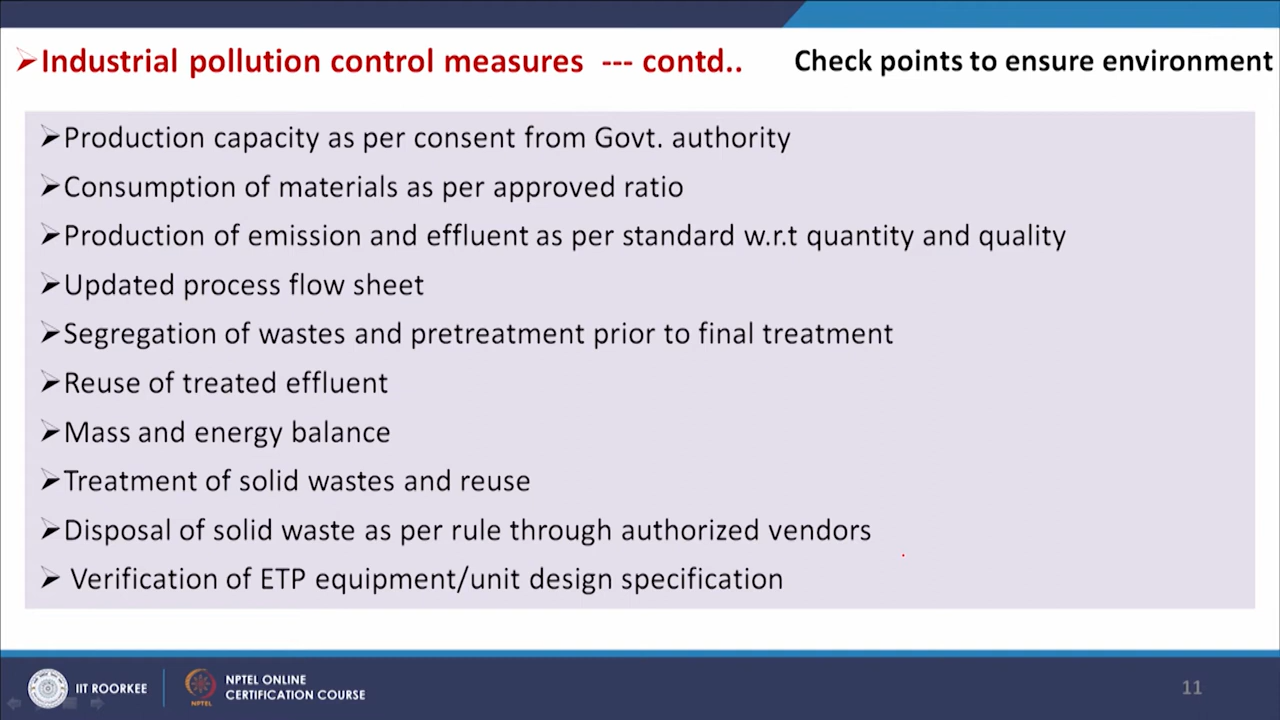 ➢Industrial pollution control measures --- contd..
Check points to ensure environment
➢Production capacity as per consent from Govt. authority
➢Consumption of materials as per approved ratio
➢Production of emission and effluent as per standard w.r.t quantity and quality
➢Updated process flow sheet
➢Segregation of wastes and pretreatment prior to final treatment
➢Reuse of treated effluent
➢Mass and energy balance
➢Treatment of solid wastes and reuse
➢Disposal of solid waste as per rule through authorized vendors
➢ Verification of ETP equipment/unit design specification
IIT ROORKEE
NPTEL
NPTEL ONLINE
CERTIFICATION COURSE
11